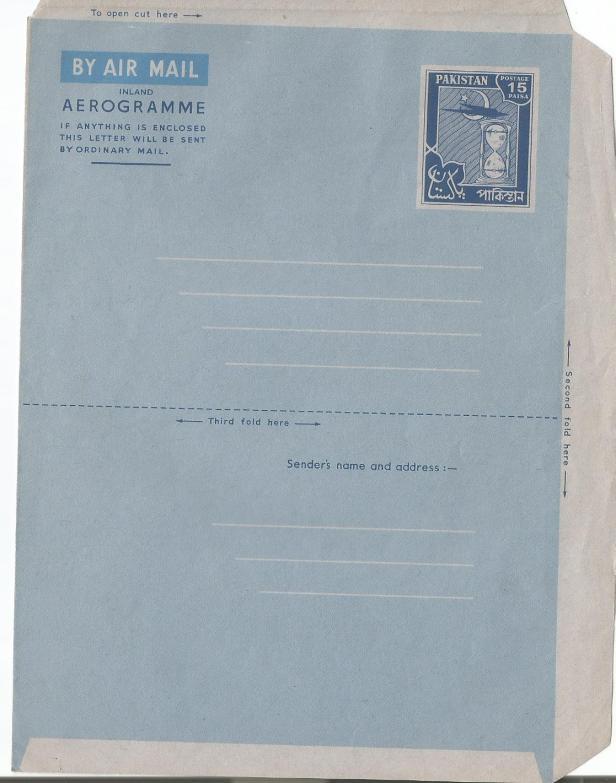 To open cut here
BY AIR MAIL
INLAND
AEROGRAMME
IF ANYTHING IS ENCLOSED
THIS LETTER WILL BE SENT
BY ORDINARY MAIL.
PAKISTAN
POSTAGE
15
PAISA
پاکستان
পাকিস্তান
Second fold here
Third fold here
Sender's name and address :—